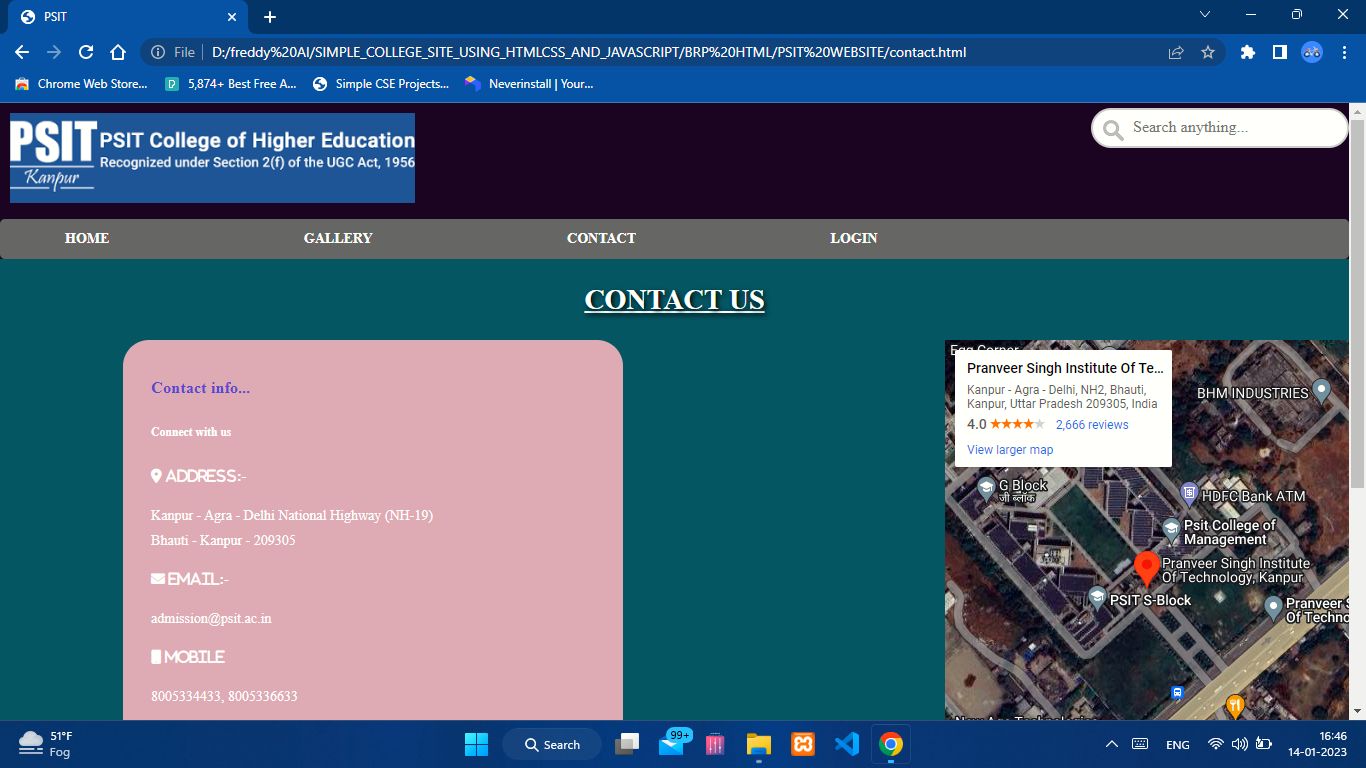 PSIT
File
D:/freddy%20AI/SIMPLE_COLLEGE_SITE_USING_HTMLCSS_AND_JAVASCRIPT/BRP%20HTML/PSIT%20WEBSITE/contact.html
Chrome Web Store...
5,874+ Best Free A...
Simple CSE Projects...
Neverinstall | Your...
PSIT PSIT College of Higher Education
Recognized under Section 2(f) of the UGC Act, 1956
Kanpur
Search anything...
HOME GALLERY CONTACT LOGIN
CONTACT US
Contact info...
Connect with us
ADDRESS:-
Kanpur - Agra - Delhi National Highway (NH-19)
Bhauti - Kanpur - 209305
EMAIL:-
admission@psit.ac.in
MOBILE
8005334433, 8005336633
Pranveer Singh Institute Of Te...
Kanpur - Agra - Delhi, NH2, Bhauti,
Kanpur, Uttar Pradesh 209305, India
4.0 2,666 reviews
View larger map
BHM INDUSTRIES
G Block
जी ब्लॉक
HDFC Bank ATM
Psit College of
Management
Pranveer Singh Institute
Of Technology, Kanpur
PSIT S-Block
Pranveer S
Of Techno
51°F
Fog
Search
99+
ENG
16:46
14-01-2023